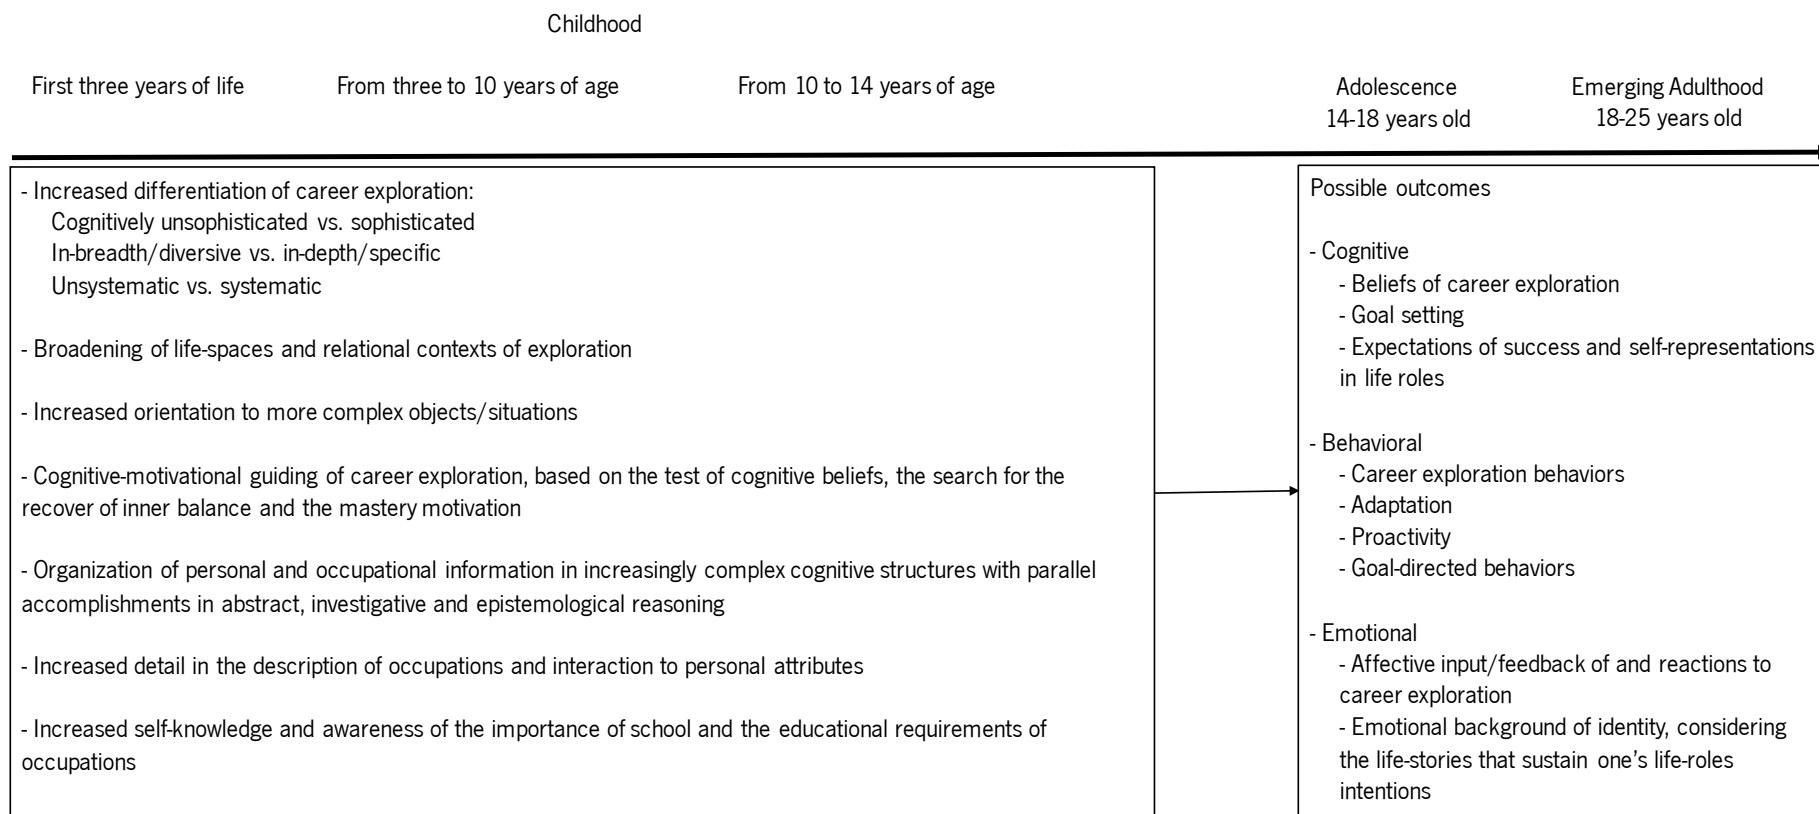 Childhood
First three years of life
From three to 10 years of age
From 10 to 14 years of age
Adolescence
14-18 years old
Emerging Adulthood
18-25 years old
- Increased differentiation of career exploration:
Cognitively unsophisticated vs. sophisticated
In-breadth/diversive vs. in-depth/specific
Unsystematic vs. systematic
- Broadening of life-spaces and relational contexts of exploration
- Increased orientation to more complex objects/situations
- Cognitive-motivational guiding of career exploration, based on the test of cognitive beliefs, the search for the
recover of inner balance and the mastery motivation
- Organization of personal and occupational information in increasingly complex cognitive structures with parallel
accomplishments in abstract, investigative and epistemological reasoning
- Increased detail in the description of occupations and interaction to personal attributes
- Increased self-knowledge and awareness of the importance of school and the educational requirements of
occupations
Possible outcomes
- Cognitive
- Beliefs of career exploration
- Goal setting
- Expectations of success and self-representations
in life roles
- Behavioral
- Career exploration behaviors
- Adaptation
- Proactivity
- Goal-directed behaviors
- Emotional
- Affective input/feedback of and reactions to
career exploration
- Emotional background of identity, considering
the life-stories that sustain one's life-roles
intentions